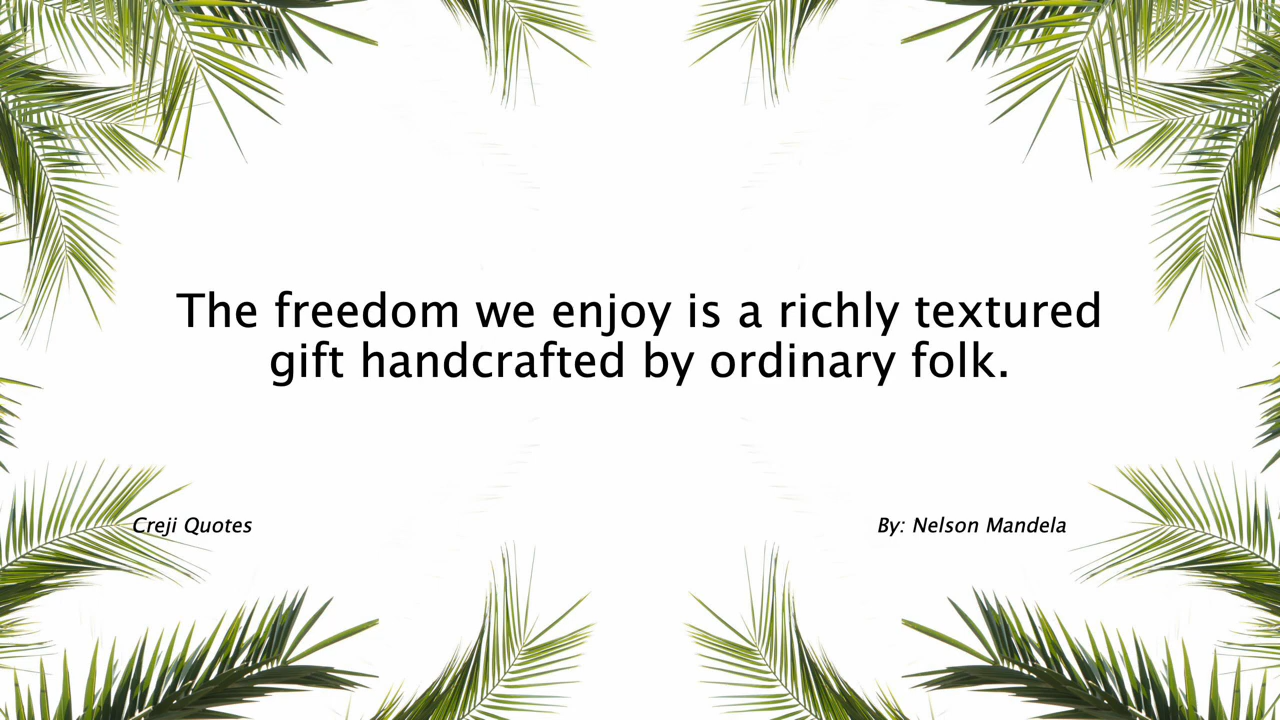 The freedom we enjoy is a richly textured
gift handcrafted by ordinary folk.
Creji Quotes
By: Nelson Mandela